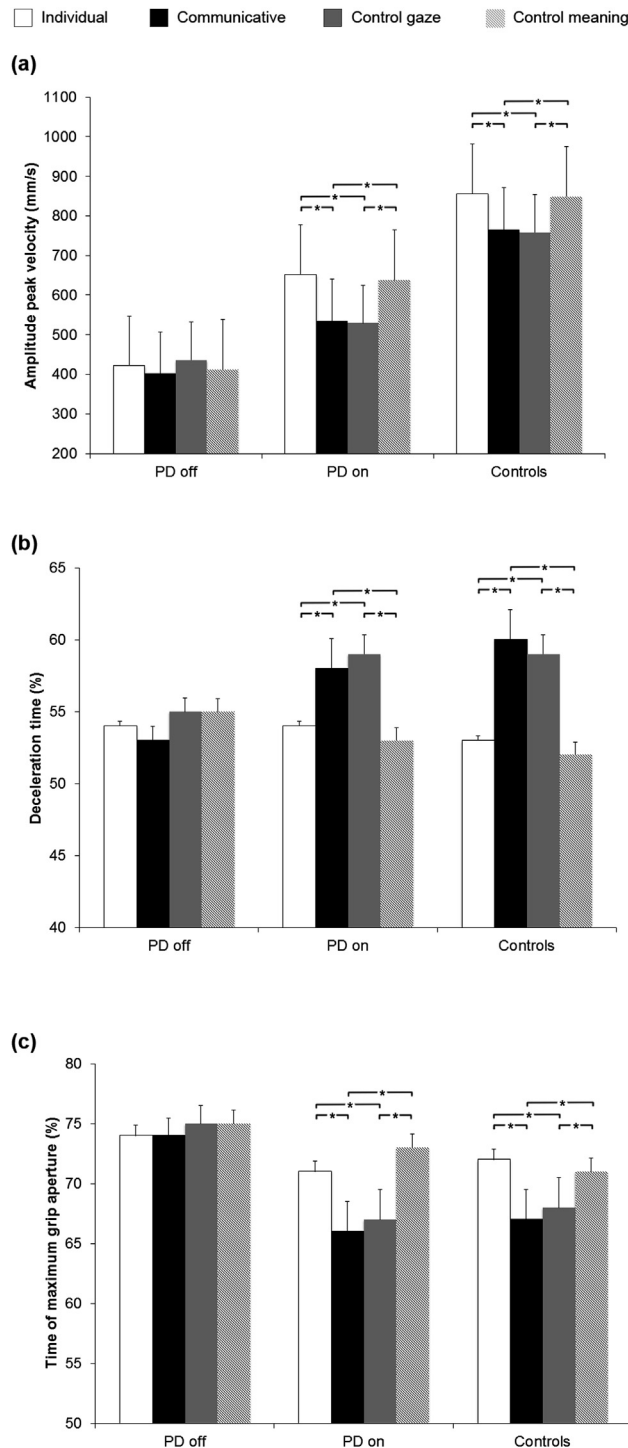 Individual Communicative Control gaze Control meaning
(a)
Amplitude peak velocity (mm/s)
1100
1000
900
800
700
600
500
400
300
200
* * * *
* * * *
PD off PD on Controls
(b)
Deceleration time (%)
65
60
55
50
45
40
* * * *
* * * *
PD off PD on Controls
(c)
Time of maximum grip aperture (%)
80
75
70
65
60
55
50
* * * *
* * * *
PD off PD on Controls